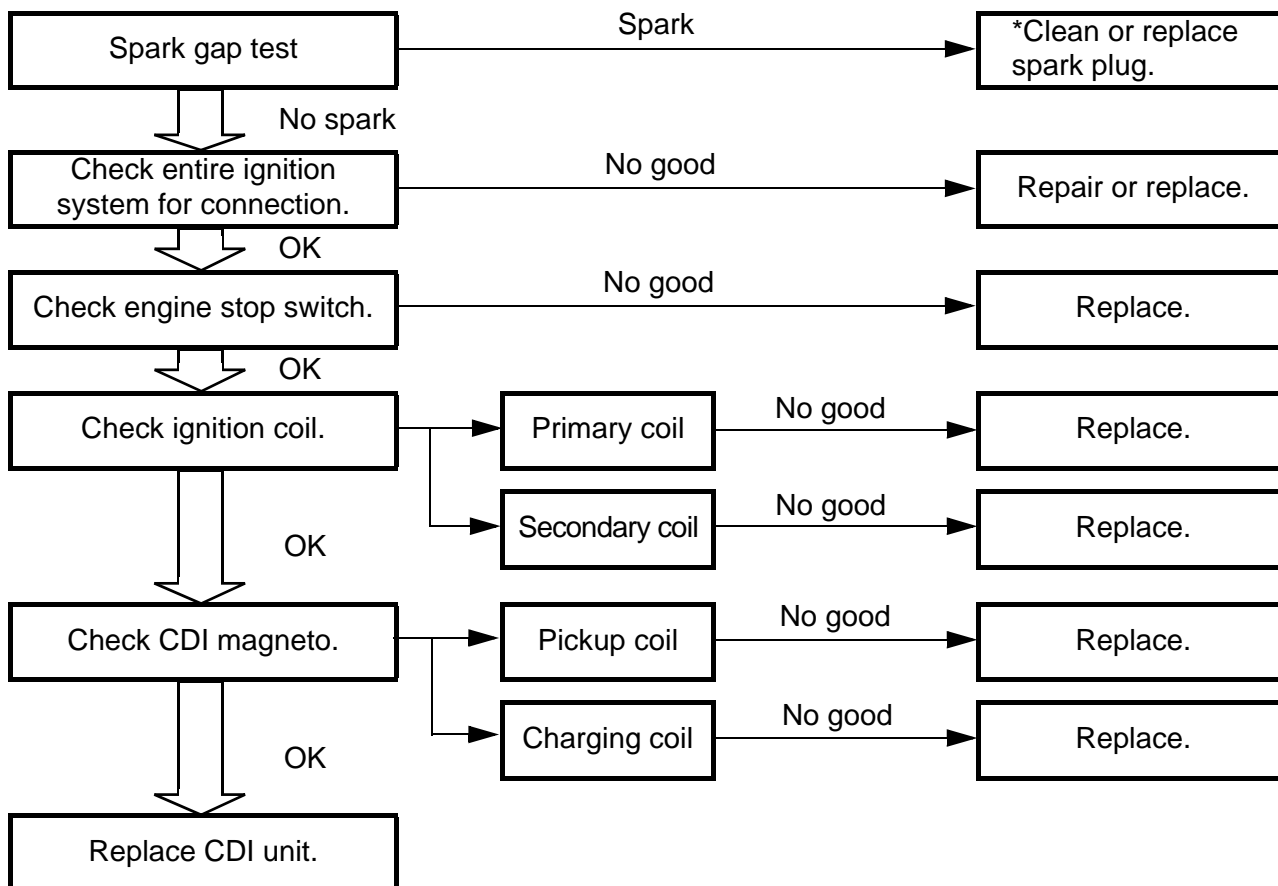 Spark gap test
Spark
*Clean or replace
spark plug.
No spark
Check entire ignition
system for connection.
No good
Repair or replace.
OK
Check engine stop switch.
No good
Replace.
OK
Check ignition coil.
Primary coil
No good
Replace.
Secondary coil
No good
Replace.
OK
Check CDI magneto.
Pickup coil
No good
Replace.
Charging coil
No good
Replace.
OK
Replace CDI unit.